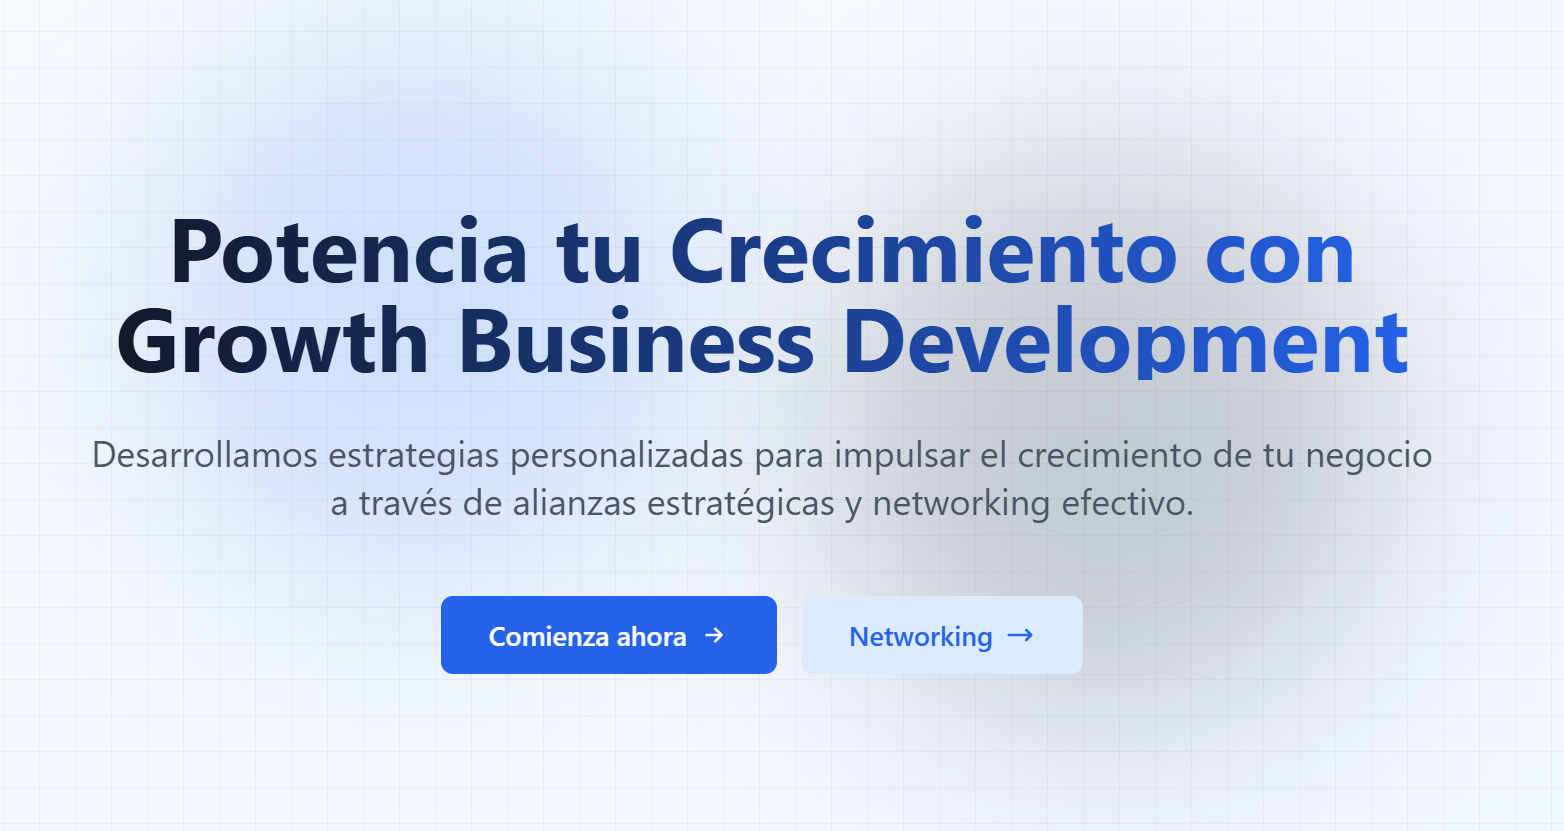 Potencia tu Crecimiento con
Growth Business Development
Desarrollamos estrategias personalizadas para impulsar el crecimiento de tu negocio
a través de alianzas estratégicas y networking efectivo.
Comienza ahora →
Networking →